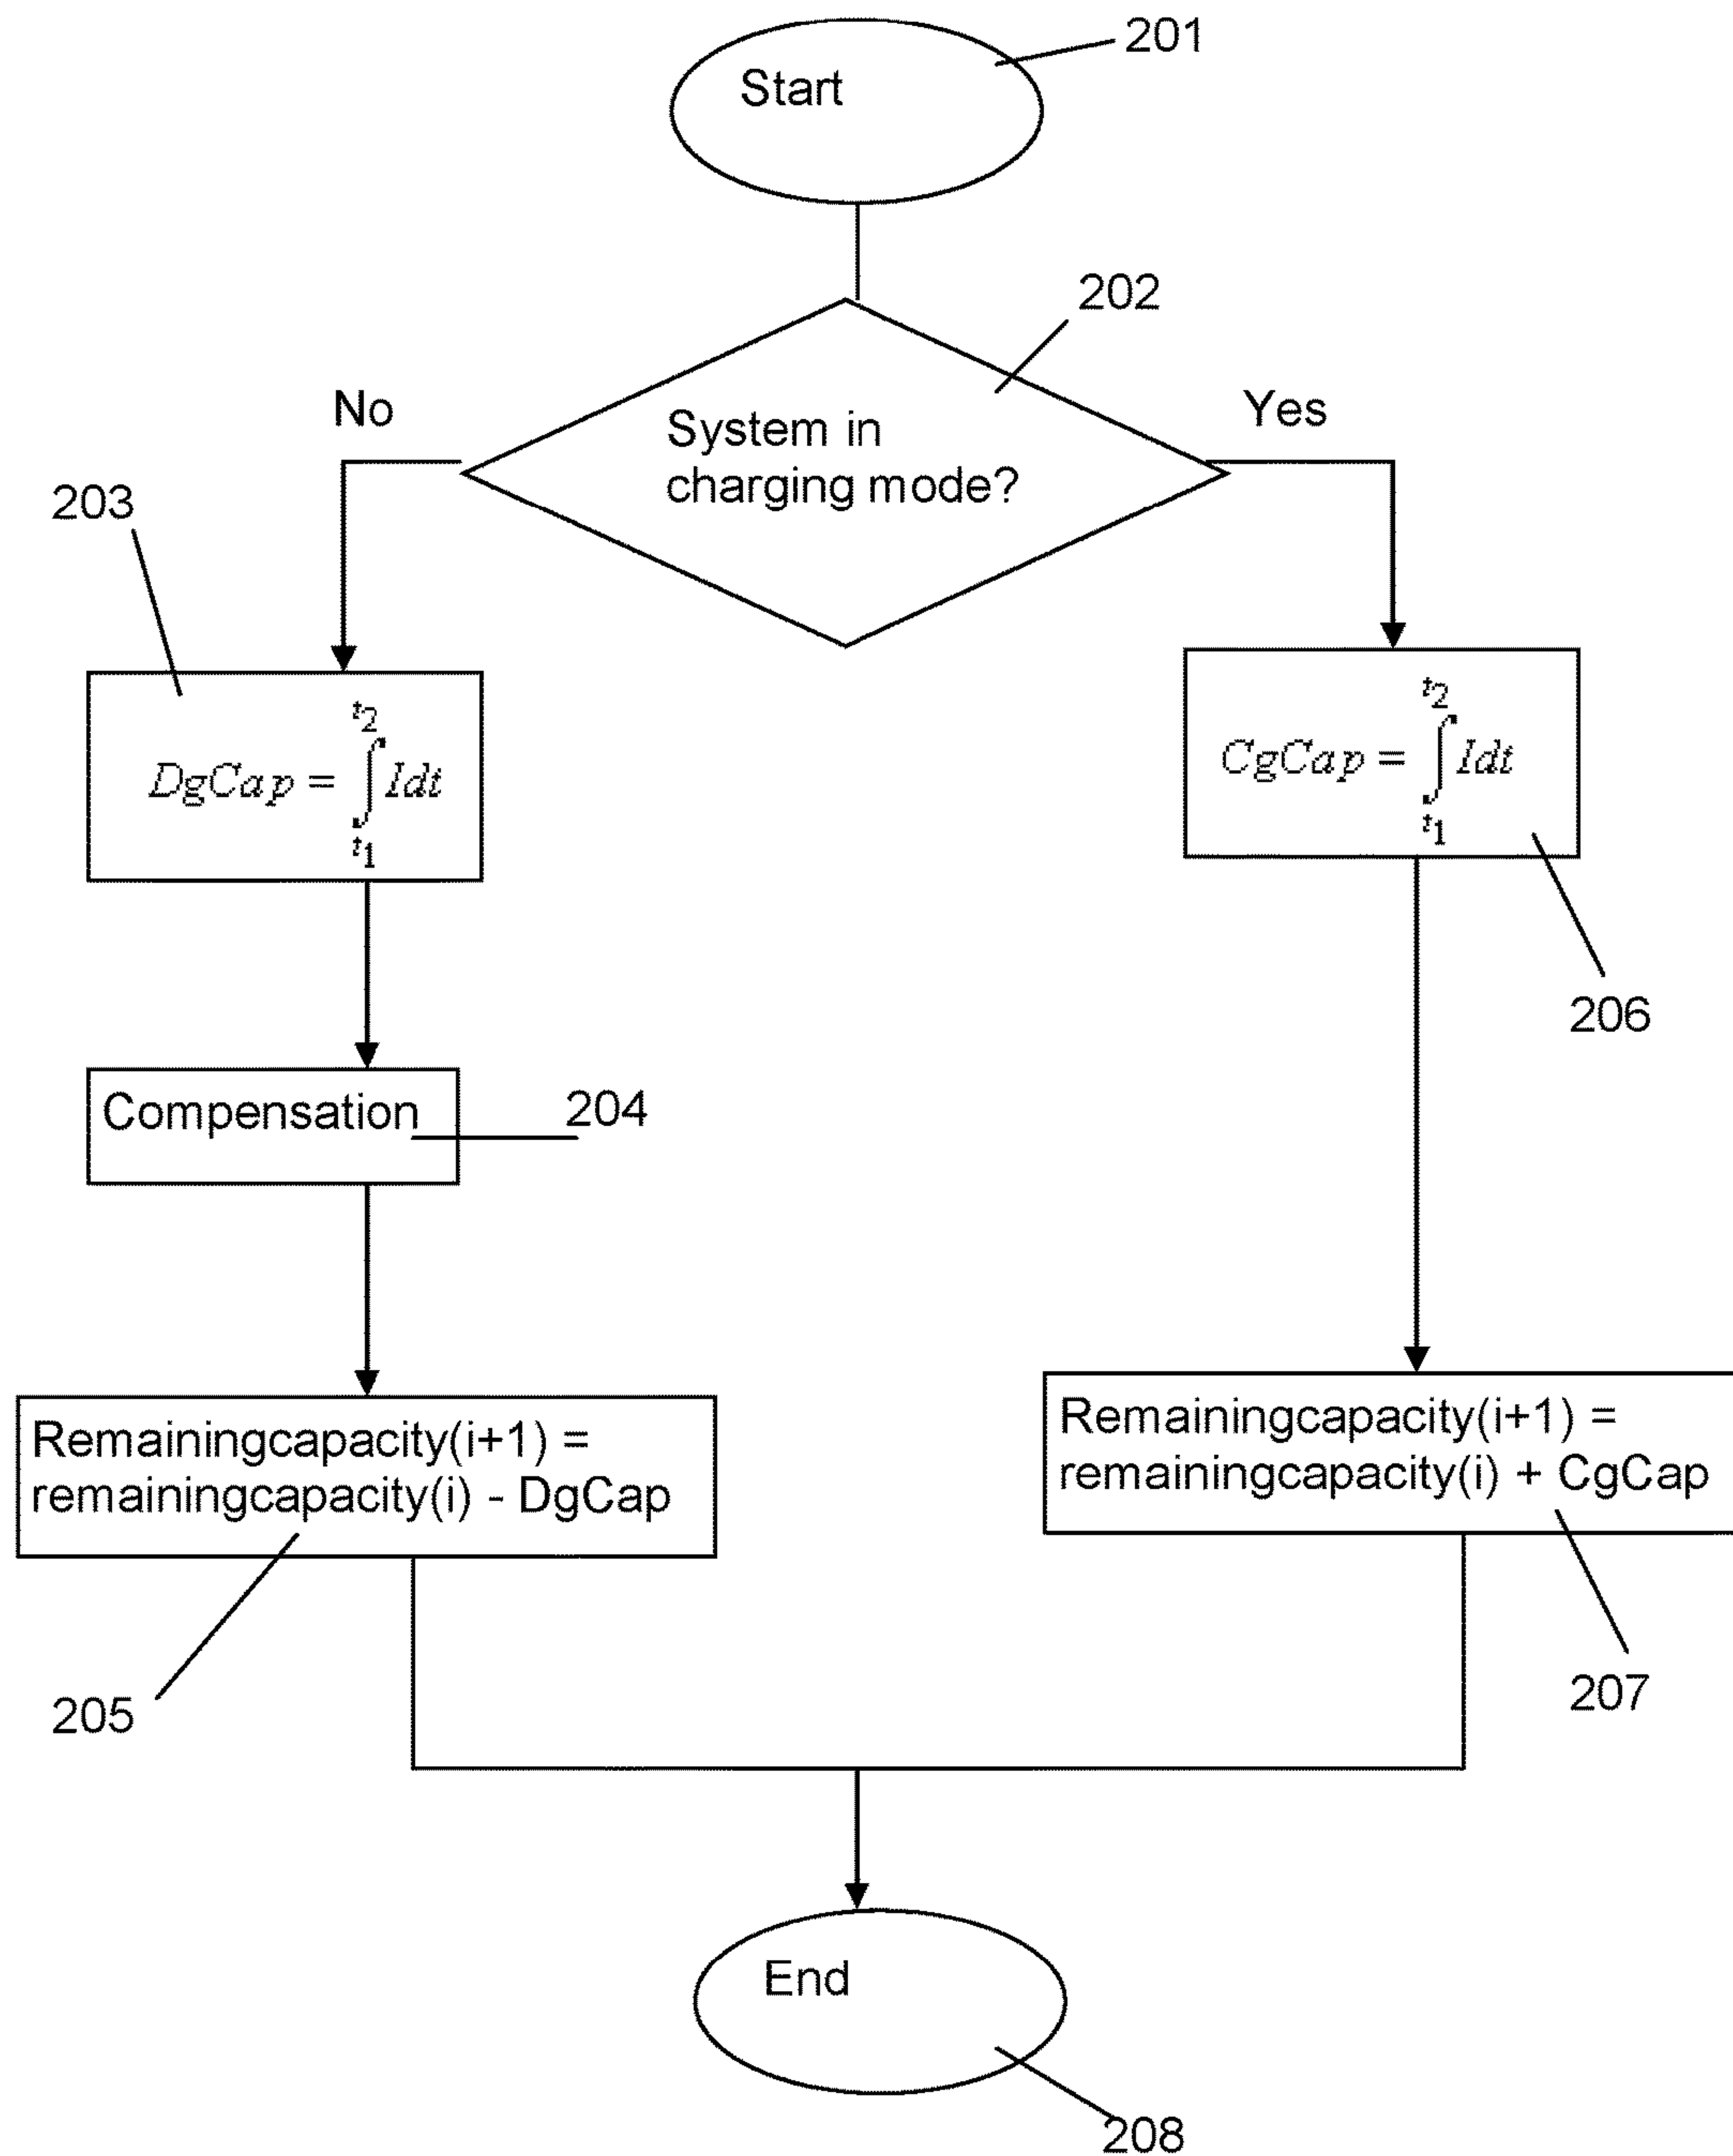 201
Start
202
No
Yes
System in
charging mode?
203
DgCap = ∫ t1 t2 Idt
CgCap = ∫ t1 t2 Idt
206
Compensation
204
Remainingcapacity(i+1) =
remainingcapacity(i) - DgCap
Remainingcapacity(i+1) =
remainingcapacity(i) + CgCap
205
207
End
208